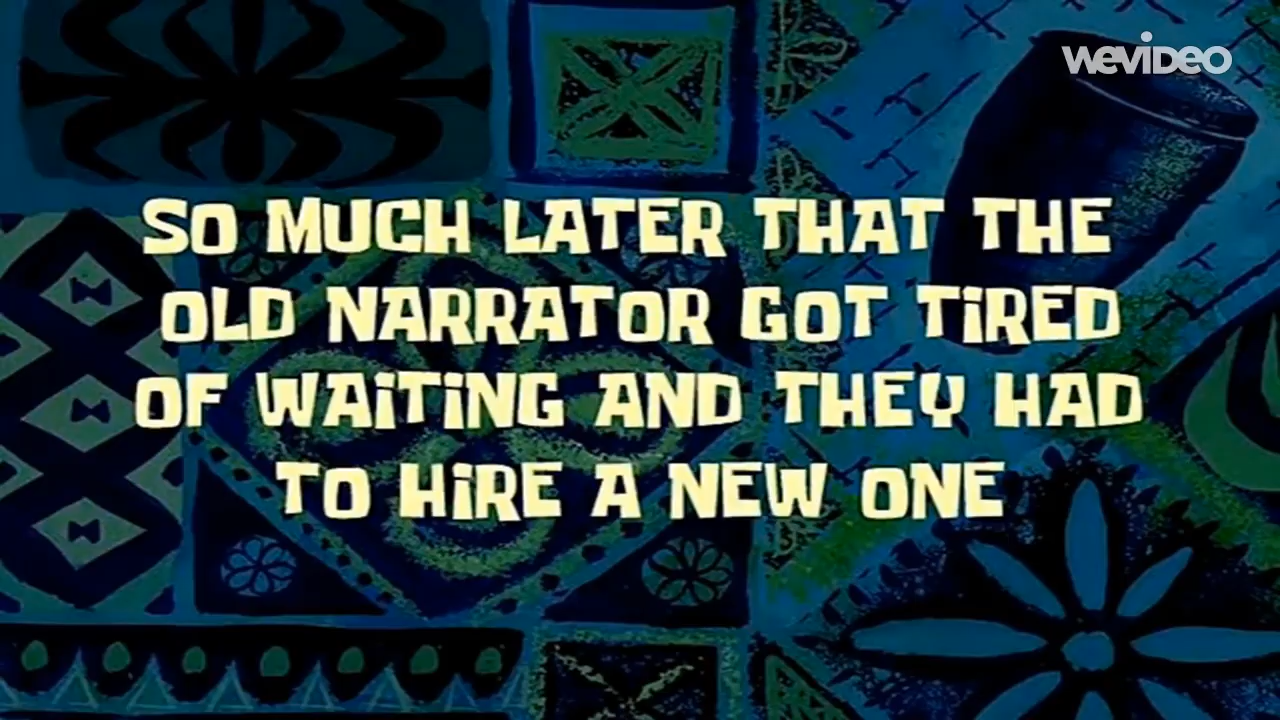 WEVIDEO
SO MUCH LATER THAT THE
OLD NARRATOR GOT TiRED
OF WAiTiNG AND THEY HAD
TO HiRE A NEW ONE